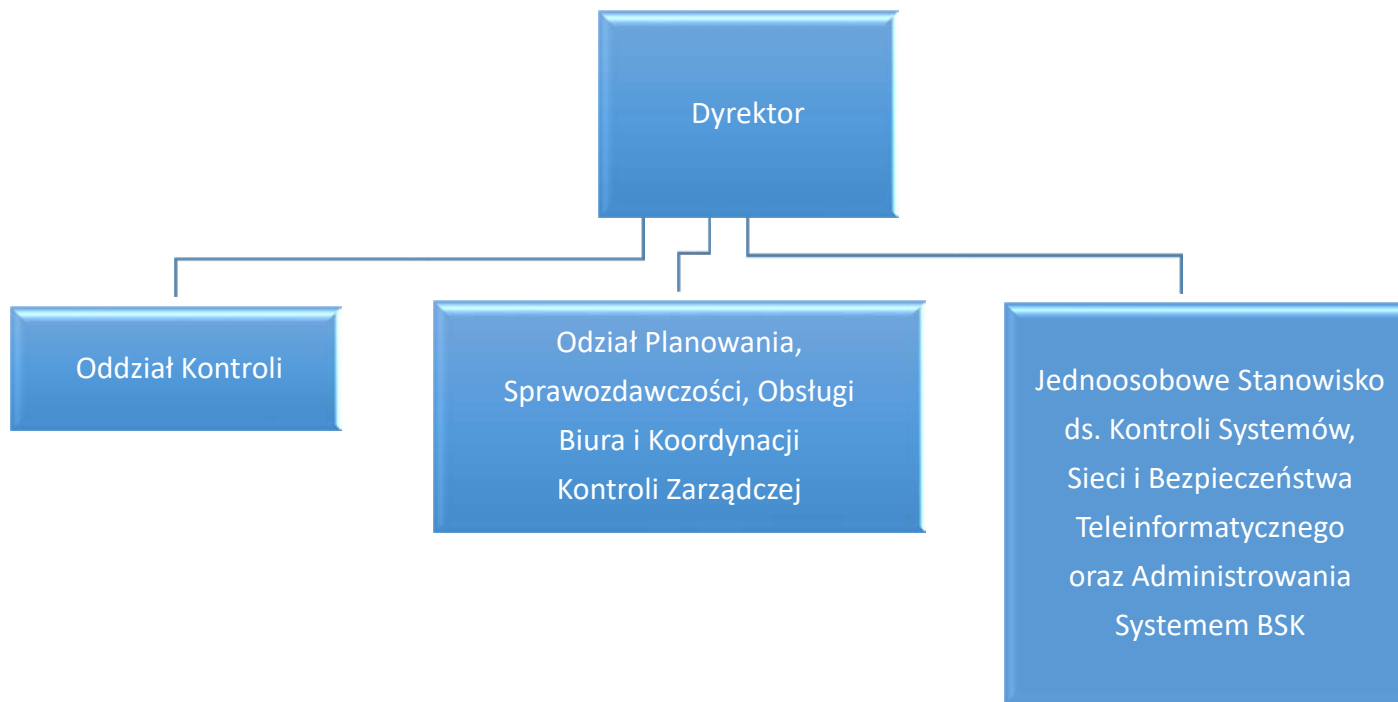 Dyrektor
Oddział Kontroli
Odział Planowania,
Sprawozdawczości, Obsługi
Biura i Koordynacji
Kontroli Zarządczej
Jednoosobowe Stanowisko
ds. Kontroli Systemów,
Sieci i Bezpieczeństwa
Teleinformatycznego
oraz Administrowania
Systemem BSK